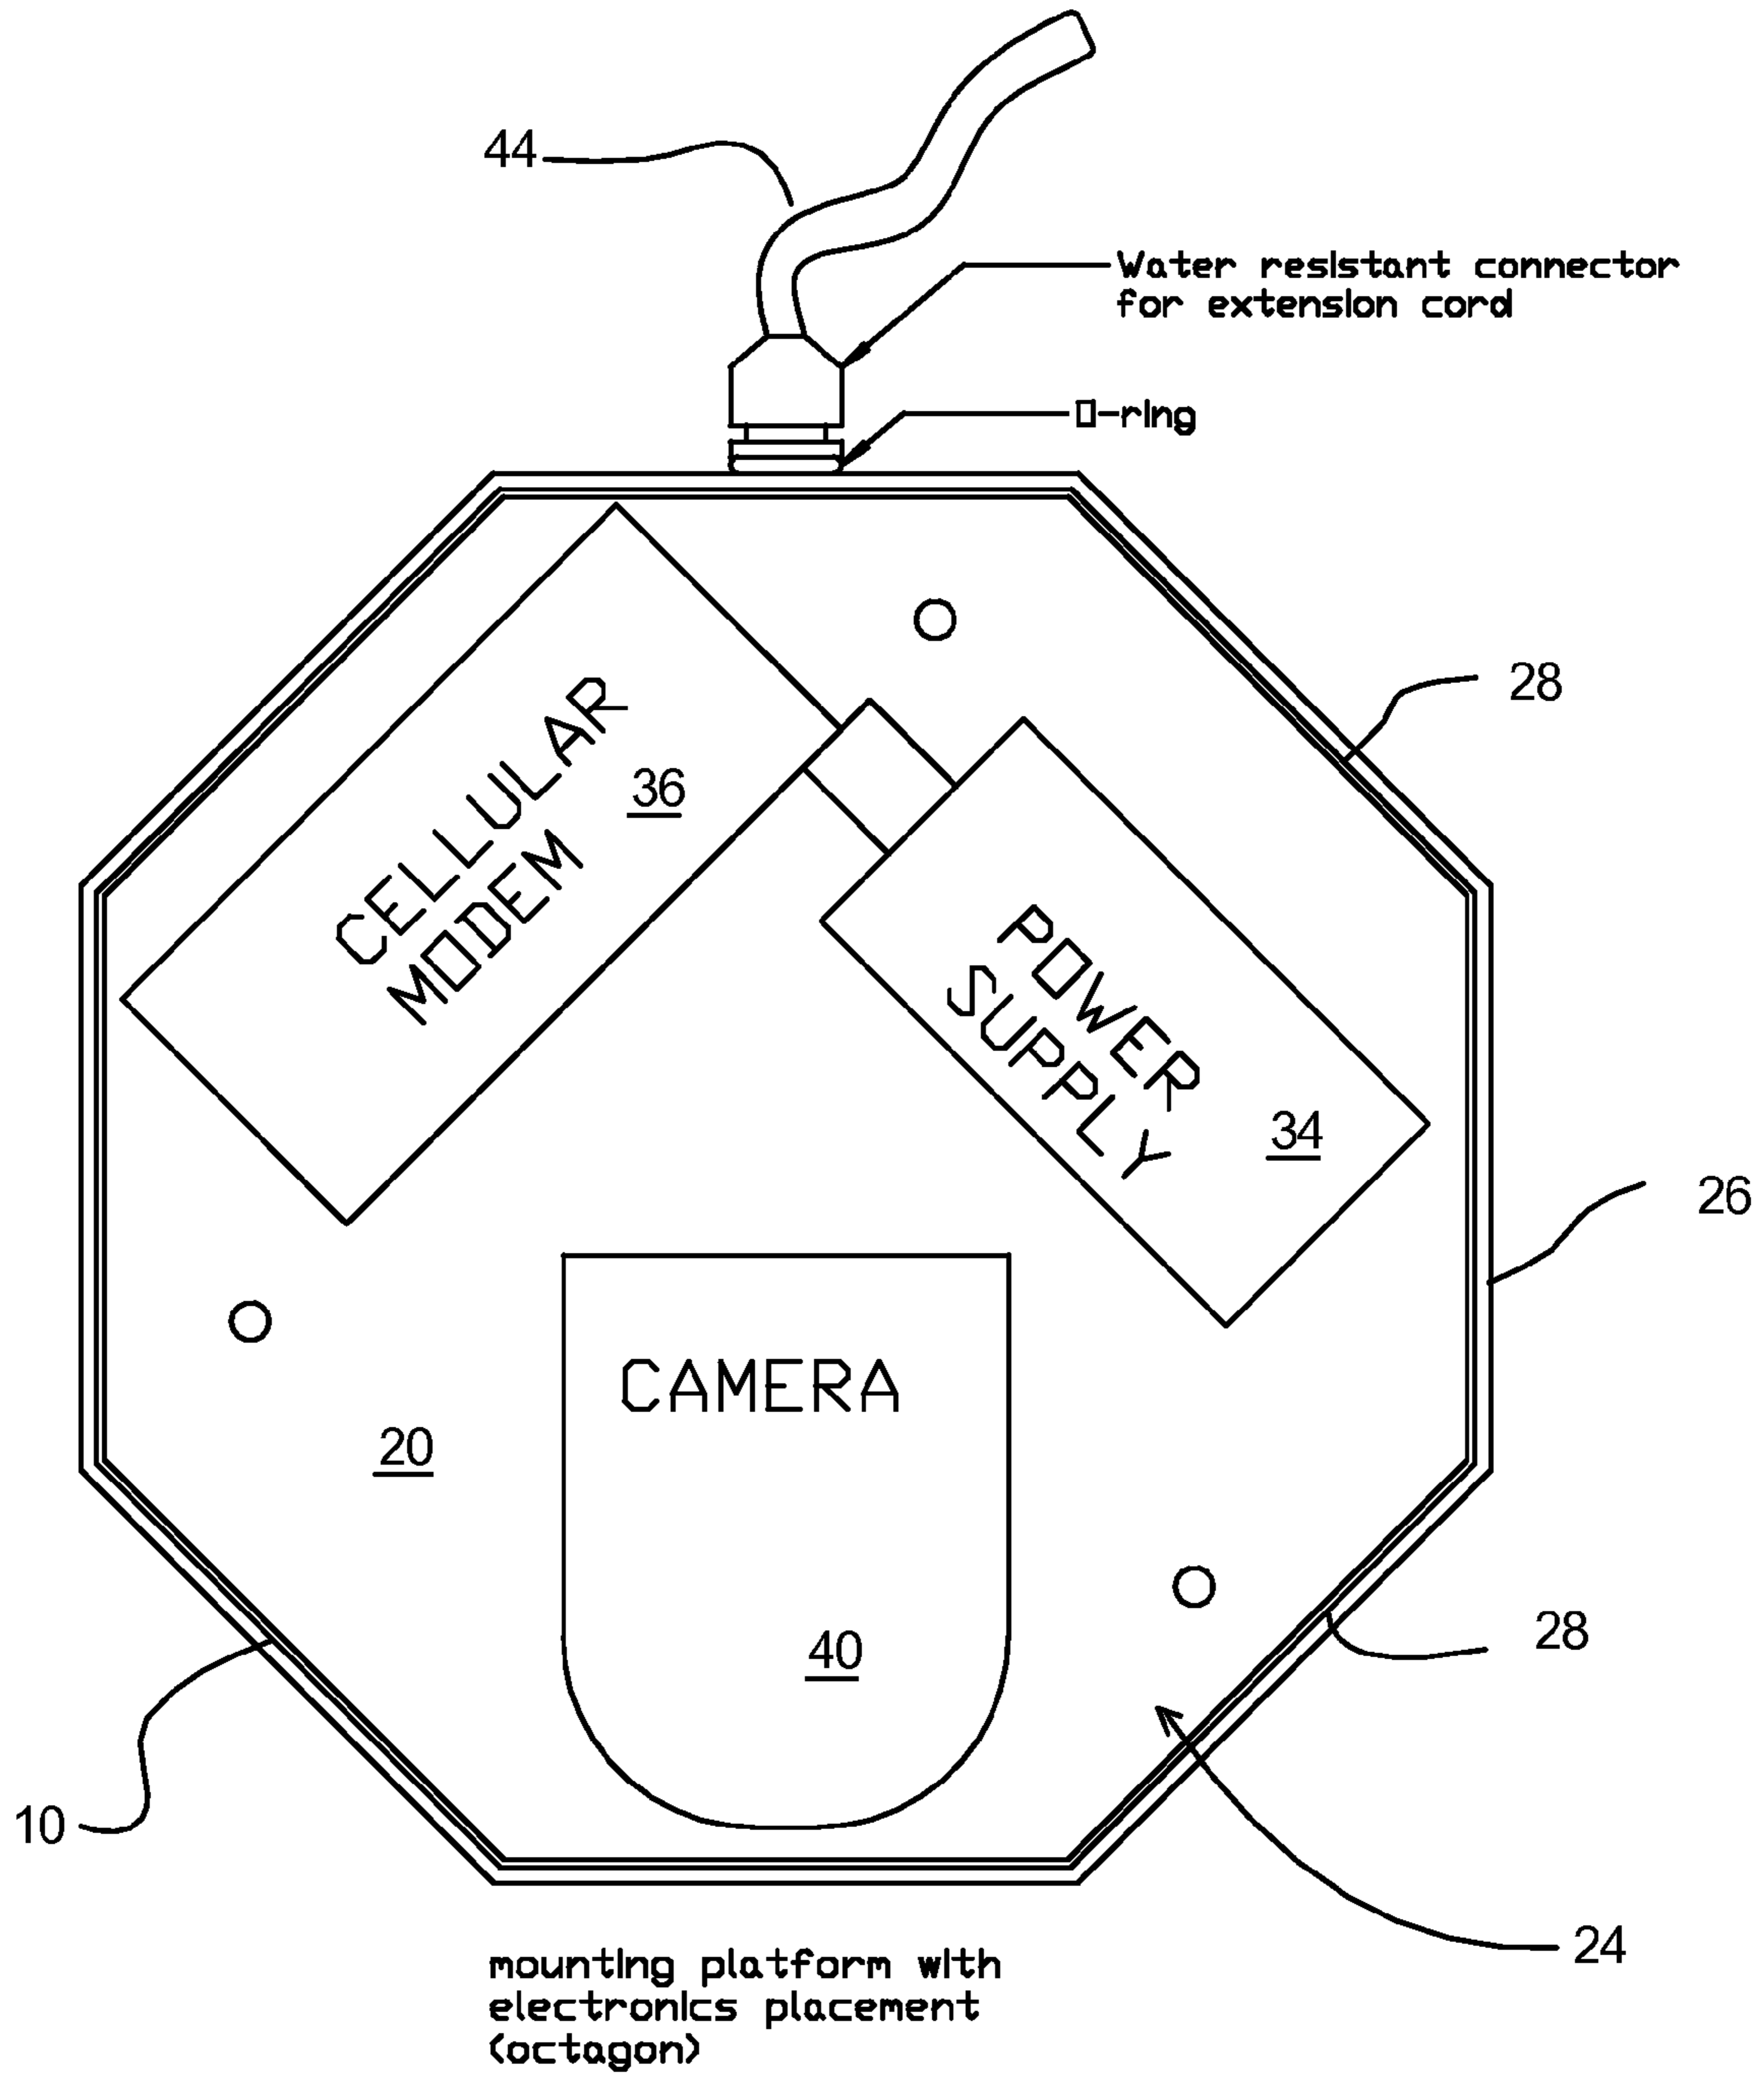 44
Water resistant connector
for extension cord
O-ring
28
CELLULAR
MODEM
36
POWER
SUPPLY
34
26
CAMERA
20
40
28
10
24
mounting platform with
electronics placement
(octagon)